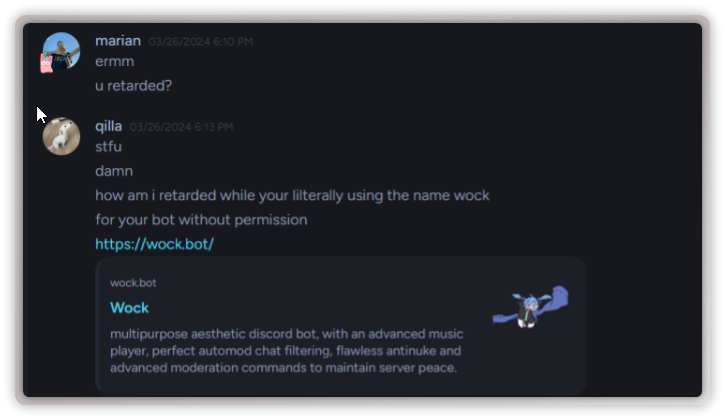 marian 03/26/2024 6:10 PM
ermm
u retarded?
qilla 03/26/2024 6:13 PM
stfu
damn
how am i retarded while your lilterally using the name wock
for your bot without permission
https://wock.bot/
wock.bot
Wock
multipurpose aesthetic discord bot, with an advanced music
player, perfect automod chat filtering, flawless antinuke and
advanced moderation commands to maintain server peace.